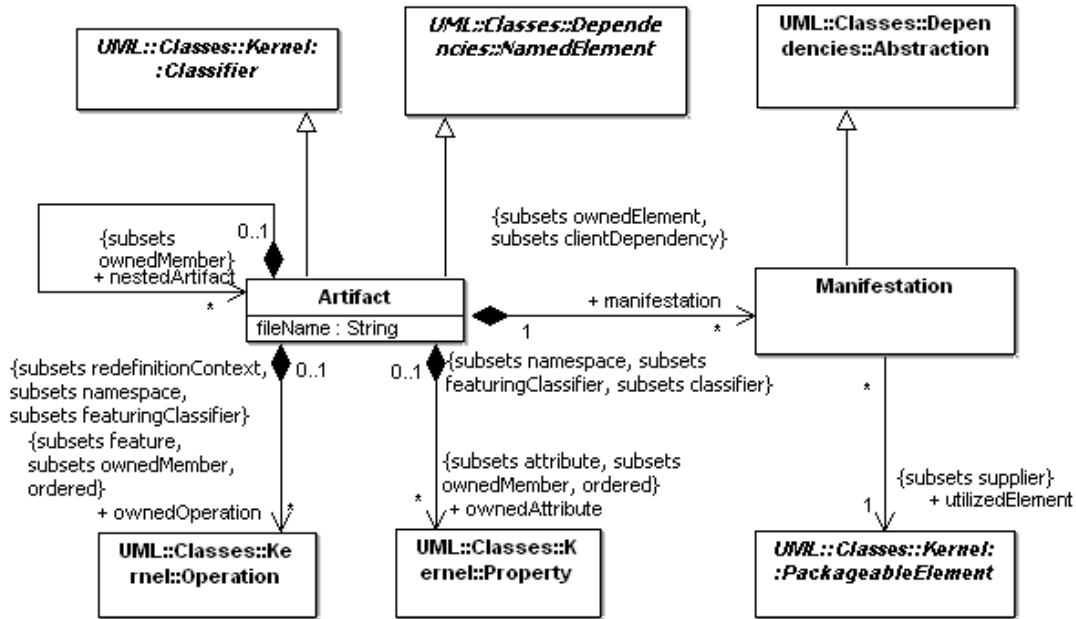 UML::Classes::Kernel:
:Classifier
UML::Classes::Depende
ncies::NamedElement
UML::Classes::Depen
dencies::Abstraction
{subsets
ownedMember}
+ nestedArtifact
0..1
*
{subsets ownedElement,
subsets clientDependency}
Artifact
fileName : String
1
+ manifestation
*
Manifestation
{subsets redefinitionContext,
subsets namespace,
subsets featuringClassifier}
0..1
{subsets feature,
subsets ownedMember,
ordered}
+ ownedOperation
*
0..1
{subsets namespace, subsets
featuringClassifier, subsets classifier}
{subsets attribute, subsets
ownedMember, ordered}
*
+ ownedAttribute
*
{subsets supplier}
1
+ utilizedElement
UML::Classes::Ke
rnel::Operation
UML::Classes::K
ernel::Property
UML::Classes::Kernel:
:PackageableElement